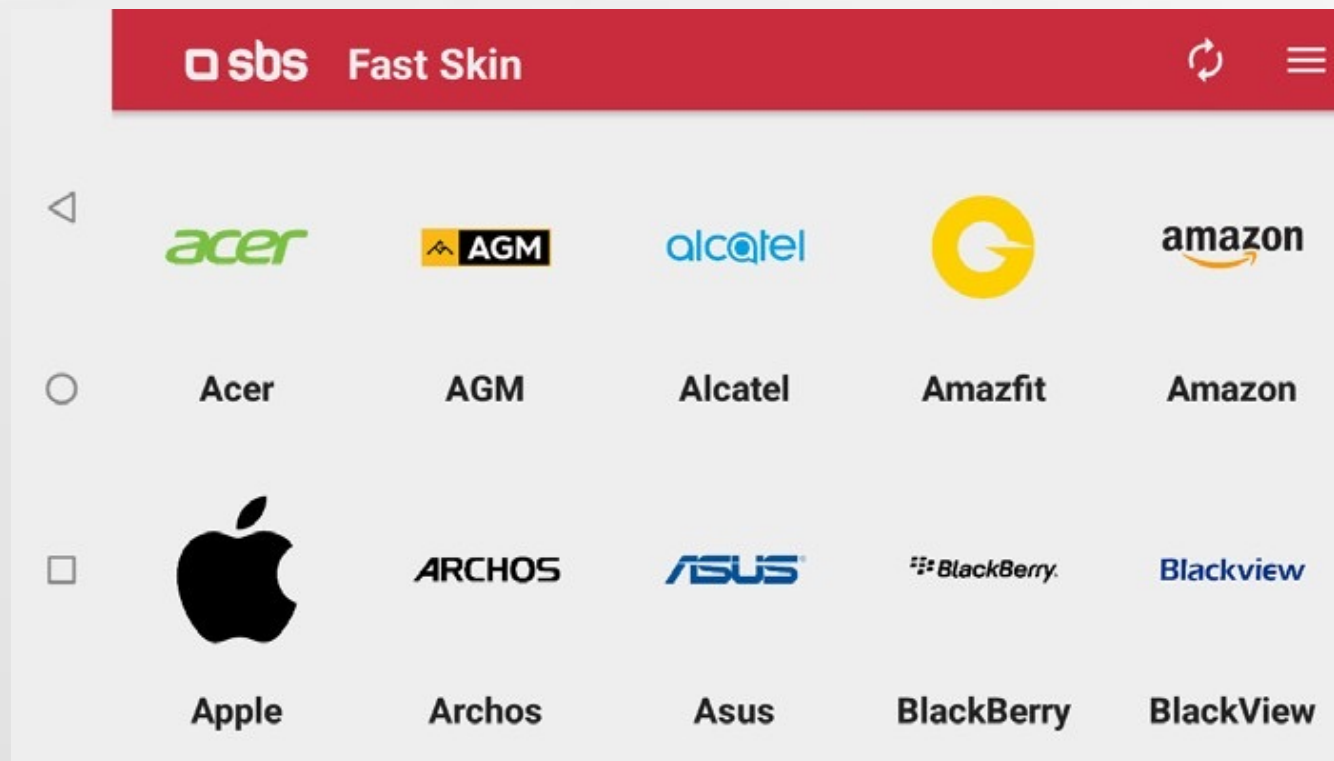 sbs Fast Skin
acer AGM alcatel amazon
Acer AGM Alcatel Amazfit Amazon
ARCHOS ASUS BlackBerry. Blackview
Apple Archos Asus BlackBerry BlackView